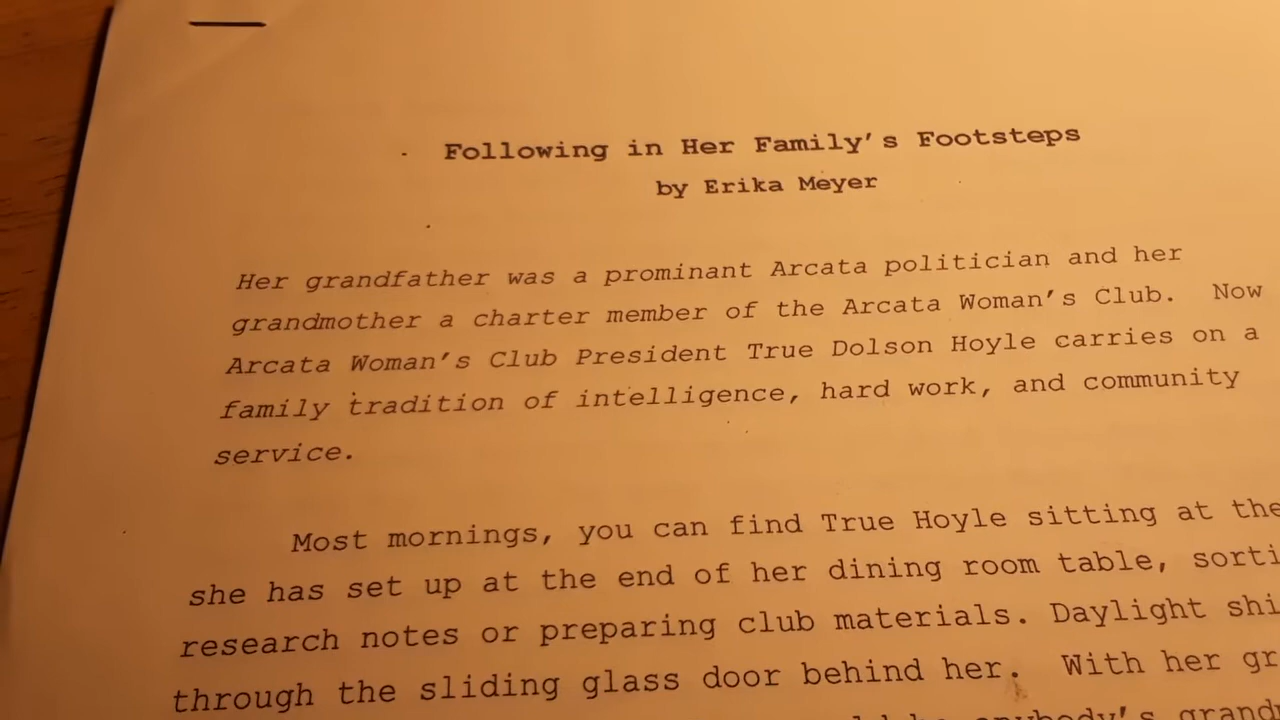 Following in Her Family's Footsteps
by Erika Meyer
Her grandfather was a prominant Arcata politician and her
grandmother a charter member of the Arcata Woman's Club. Now
Arcata Woman's Club President True Dolson Hoyle carries on a
family tradition of intelligence, hard work, and community
service.
Most mornings, you can find True Hoyle sitting at the
she has set up at the end of her dining room table,
research notes or preparing club materials. Daylight
through the sliding glass door behind her. With her
anybody's